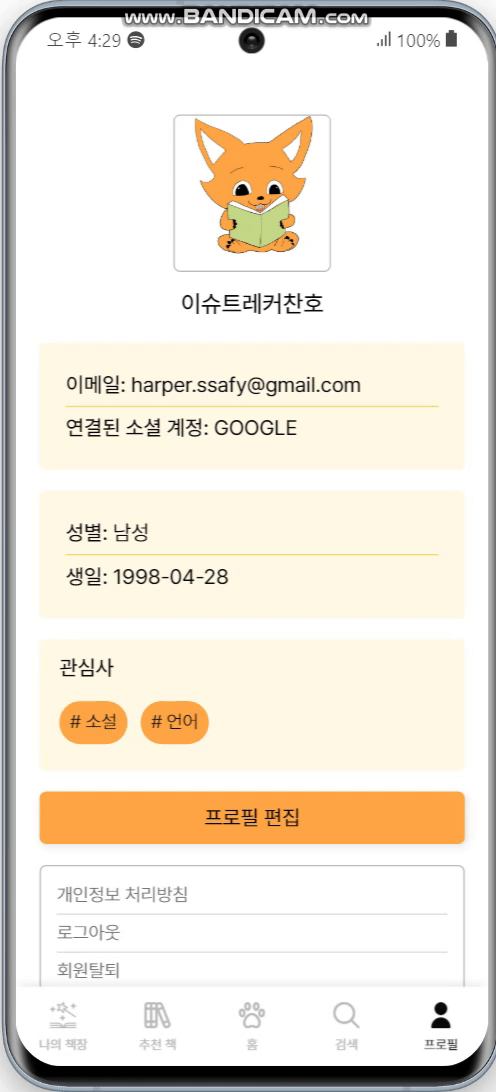 www.BANDICAM.com
오후 4:29
100%
이슈트레커찬호
이메일: harper.ssafy@gmail.com
연결된 소셜 계정: GOOGLE
성별: 남성
생일: 1998-04-28
관심사
# 소설 # 언어
프로필 편집
개인정보 처리방침
로그아웃
회원탈퇴
나의 책장 추천 책 홈 검색 프로필